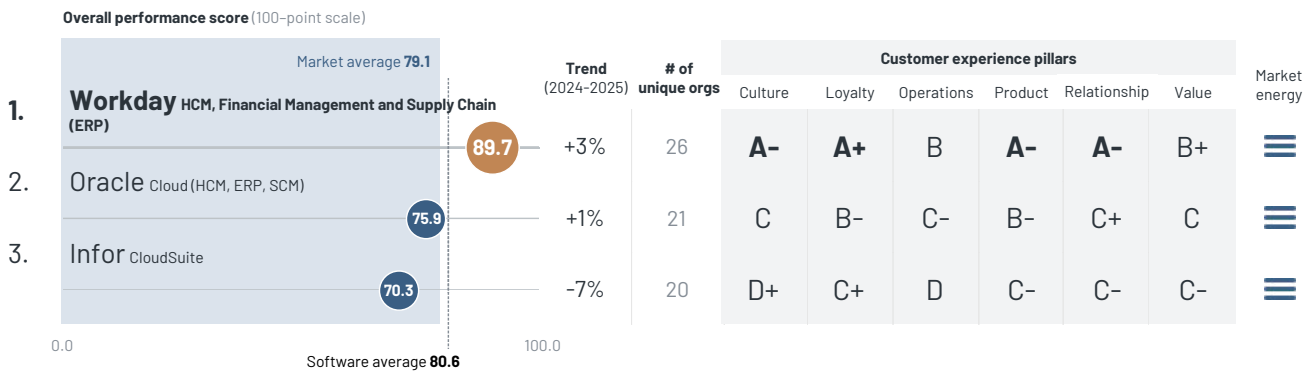 Overall performance score (100-point scale)
Market average 79.1
Trend
(2024-2025)
# of
unique orgs
Customer experience pillars
Culture Loyalty Operations Product Relationship Value
Market
energy
1. Workday HCM, Financial Management and Supply Chain
(ERP)
89.7 +3% 26 A- A+ B A- A- B+
2. Oracle Cloud (HCM, ERP, SCM)
75.9 +1% 21 C B- C- B- C+ C
3. Infor CloudSuite
70.3 -7% 20 D+ C+ D C- C- C-
0.0 100.0
Software average 80.6